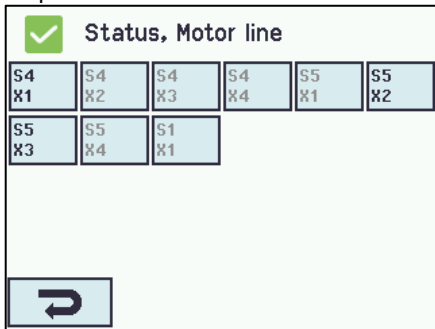 Status, Motor line
S4 S4 S4 S4 S5 S5
X1 X2 X3 X4 X1 X2
S5 S5 S1
X3 X4 X1